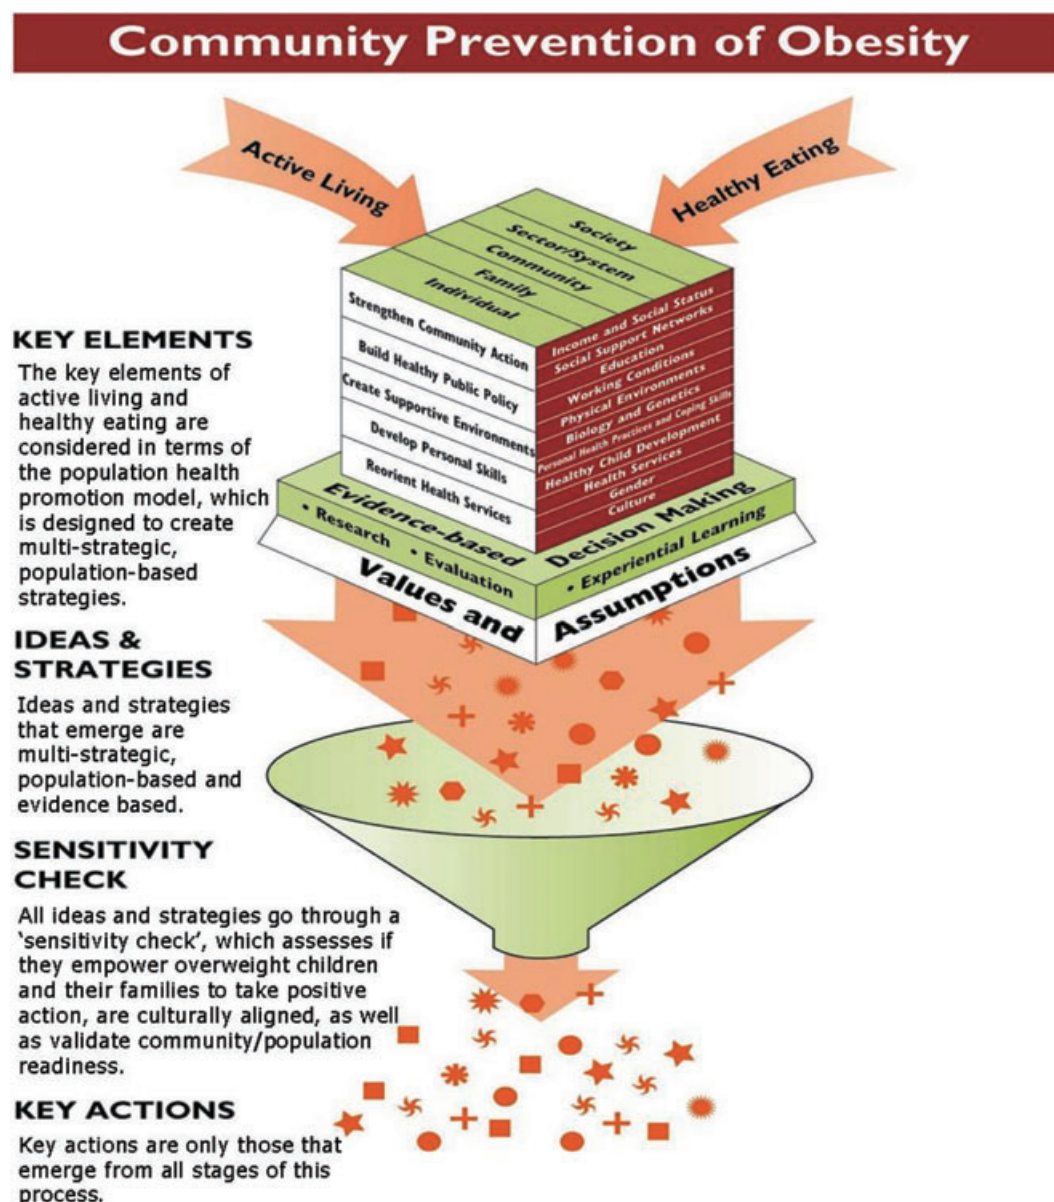 Community Prevention of Obesity
Active Living
Healthy Eating
Society
Sector/System
Community
Family
Individual
Strengthen Community Action
Build Healthy Public Policy
Create Supportive Environments
Develop Personal Skills
Reorient Health Services
Income and Social Status
Social Support Networks
Education
Working Conditions
Physical Environments
Biology and Genetics
Personal Health Practices and Coping Skills
Healthy Child Development
Health Services
Gender
Culture
Evidence-based
Decision Making
• Research • Evaluation
• Experiential Learning
Values and
Assumptions
KEY ELEMENTS
The key elements of
active living and
healthy eating are
considered in terms of
the population health
promotion model, which
is designed to create
multi-strategic,
population-based
strategies.
IDEAS &
STRATEGIES
Ideas and strategies
that emerge are
multi-strategic,
population-based and
evidence based.
SENSITIVITY
CHECK
All ideas and strategies go through a
‘sensitivity check’, which assesses if
they empower overweight children
and their families to take positive
action, are culturally aligned, as well
as validate community/population
readiness.
KEY ACTIONS
Key actions are only those that
emerge from all stages of this
process.